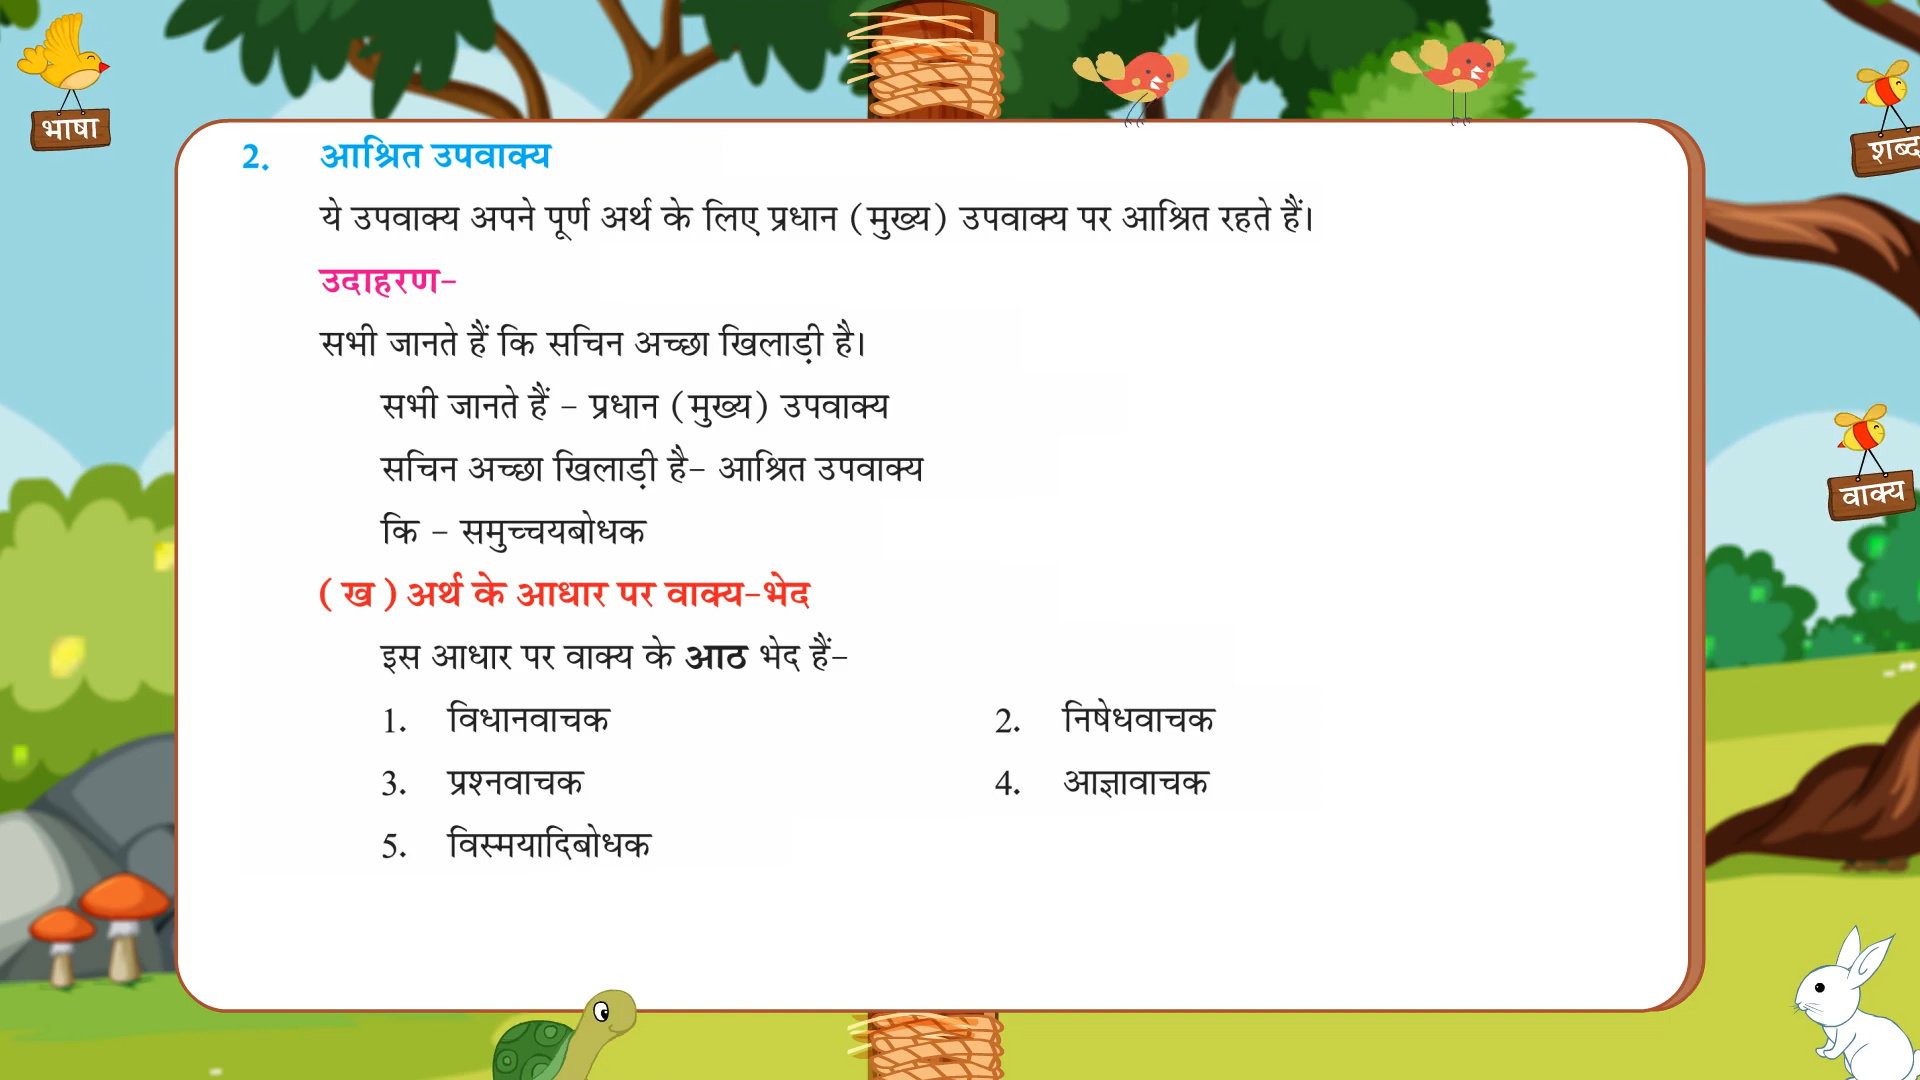 भाषा
शब्द
वाक्य
2. आश्रित उपवाक्य
ये उपवाक्य अपने पूर्ण अर्थ के लिए प्रधान (मुख्य) उपवाक्य पर आश्रित रहते हैं।
उदाहरण-
सभी जानते हैं कि सचिन अच्छा खिलाड़ी है।
सभी जानते हैं - प्रधान (मुख्य) उपवाक्य
सचिन अच्छा खिलाड़ी है- आश्रित उपवाक्य
कि - समुच्चयबोधक
( ख ) अर्थ के आधार पर वाक्य-भेद
इस आधार पर वाक्य के आठ भेद हैं-
1. विधानवाचक 2. निषेधवाचक
3. प्रश्नवाचक 4. आज्ञावाचक
5. विस्मयादिबोधक